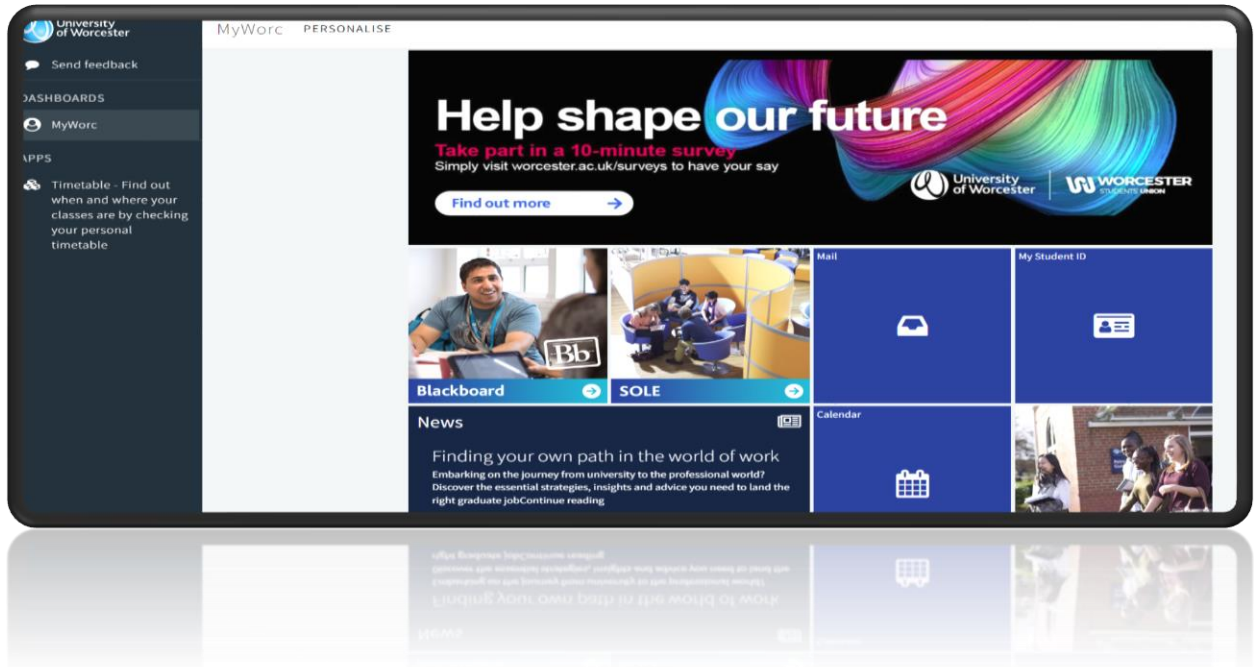 University
of Worcester
Send feedback
DASHBOARDS
MyWorc
APPS
Timetable - Find out
when and where your
classes are by checking
your personal
timetable
MyWorc PERSONALISE
Help shape our future
Take part in a 10-minute survey
Simply visit worcester.ac.uk/surveys to have your say
Find out more
University
of Worcester
WORCESTER
STUDENTS' UNION
Bb
Blackboard
SOLE
Mail
My Student ID
News
Finding your own path in the world of work
Embarking on the journey from university to the professional world?
Discover the essential strategies, insights and advice you need to land the
right graduate jobContinue reading
Calendar